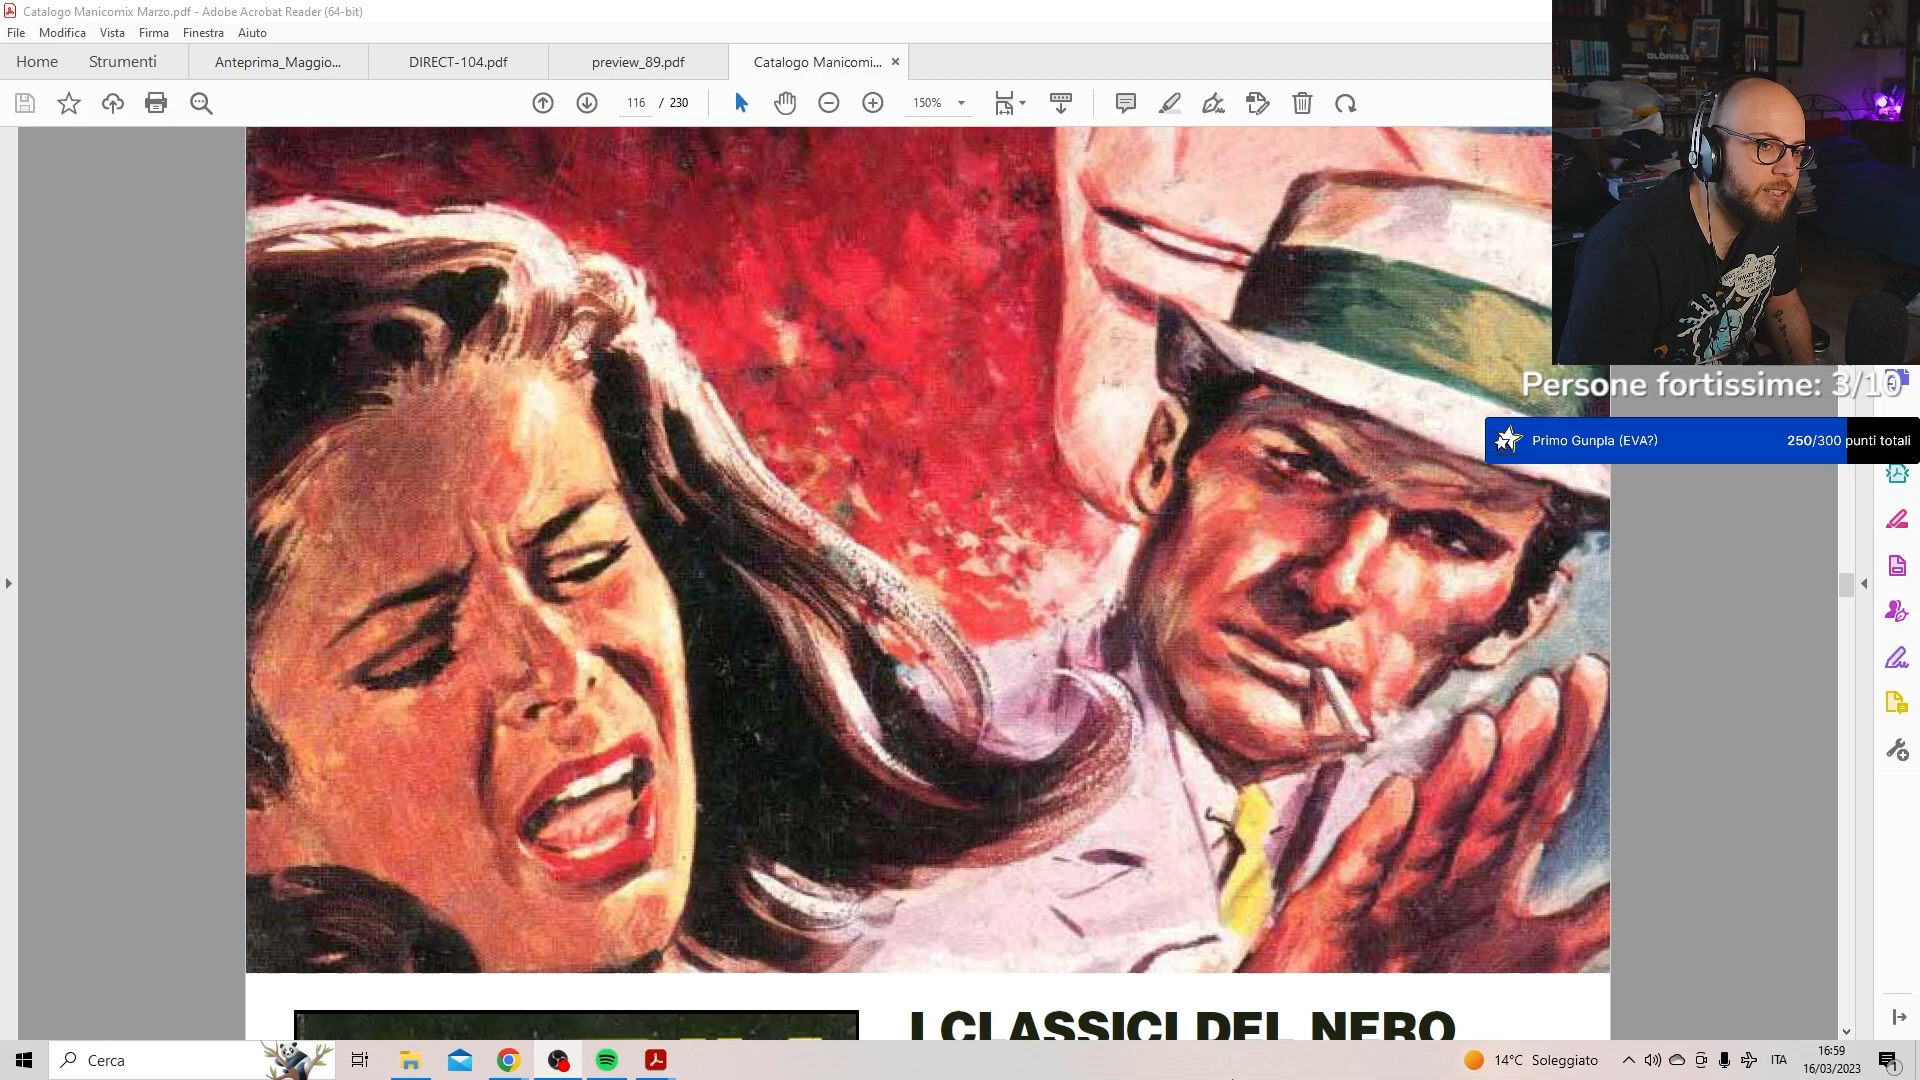 Catalogo Manicomix Marzo.pdf - Adobe Acrobat Reader (64-bit)
File Modifica Vista Firma Finestra Aiuto
Home Strumenti Anteprima_Maggio... DIRECT-104.pdf preview_89.pdf Catalogo Manicomi...
116 / 230 150%
Persone fortissime: 3/10
Primo Gunpla (EVA?) 250/300 punti totali
I CLASSICI DEL NERO
Cerca 14°C Soleggiato ITA 16:59
16/03/2023
1